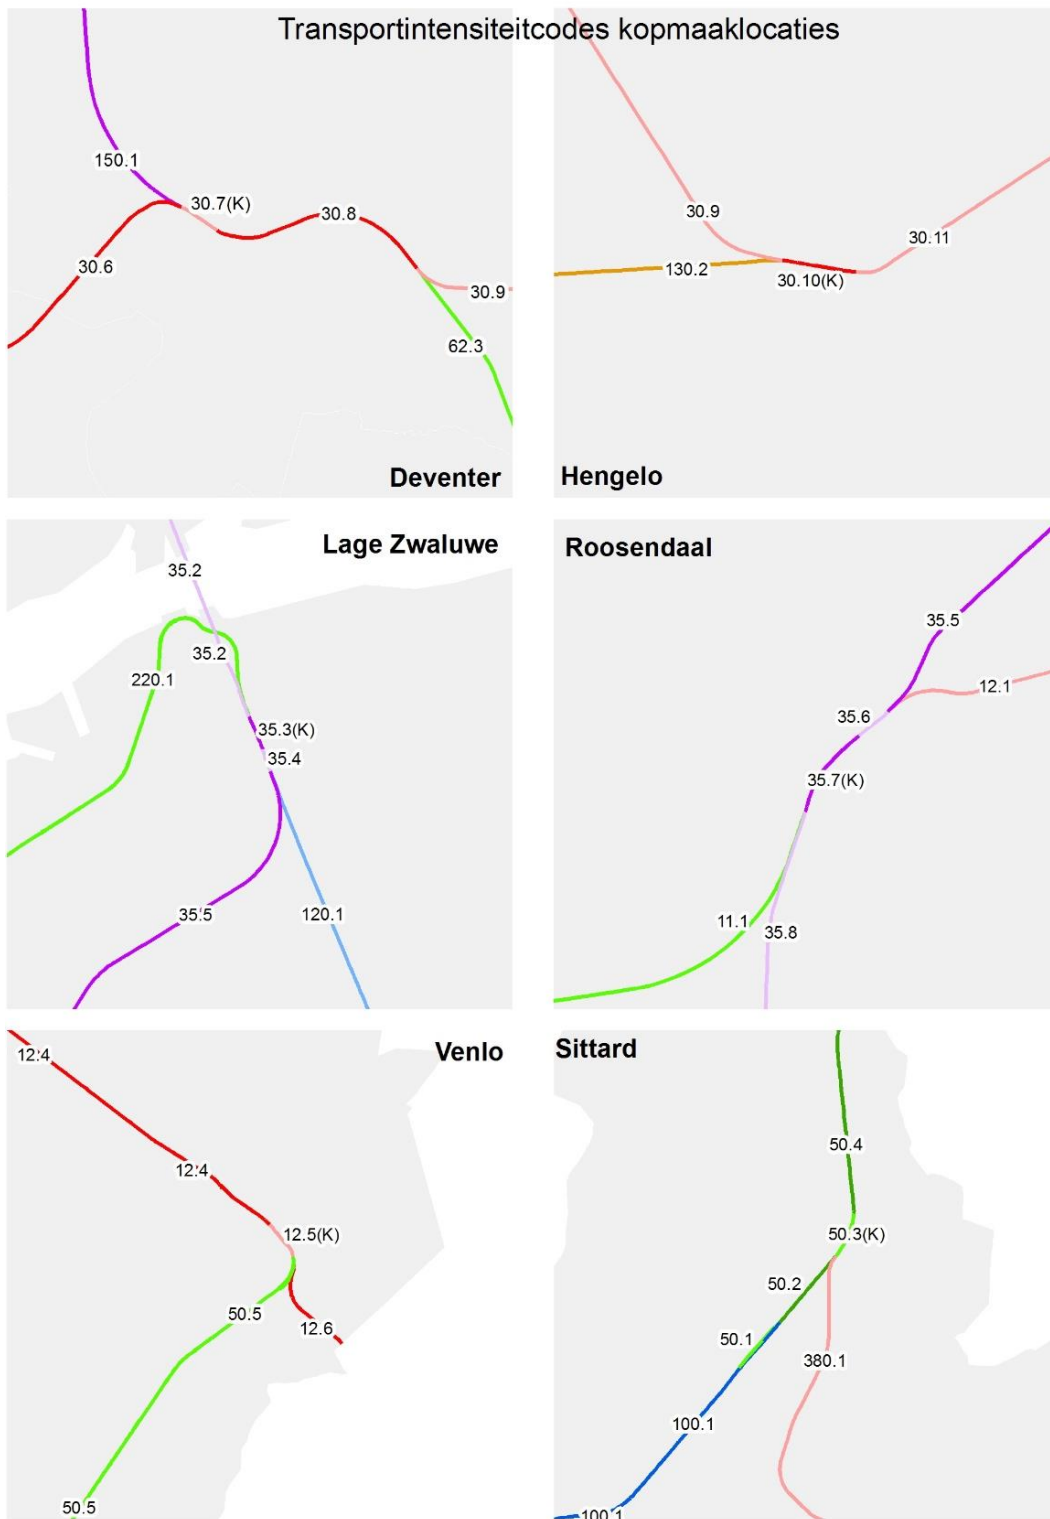 Transportintensiteitcodes kopmaaklocaties
150.1
30.7(K)
30.8
30.6
30.9
62.3
Deventer
30.9
30.11
130.2
30.10(K)
Hengelo
Lage Zwaluwe
35.2
35.2
220.1
35.3(K)
35.4
35.5
120.1
Roosendaal
35.5
12.1
35.6
35.7(K)
11.1
35.8
Venlo
12.4
12.4
12.5(K)
50.5
12.6
50.5
Sittard
50.4
50.3(K)
50.2
50.1
380.1
100.1
100.1